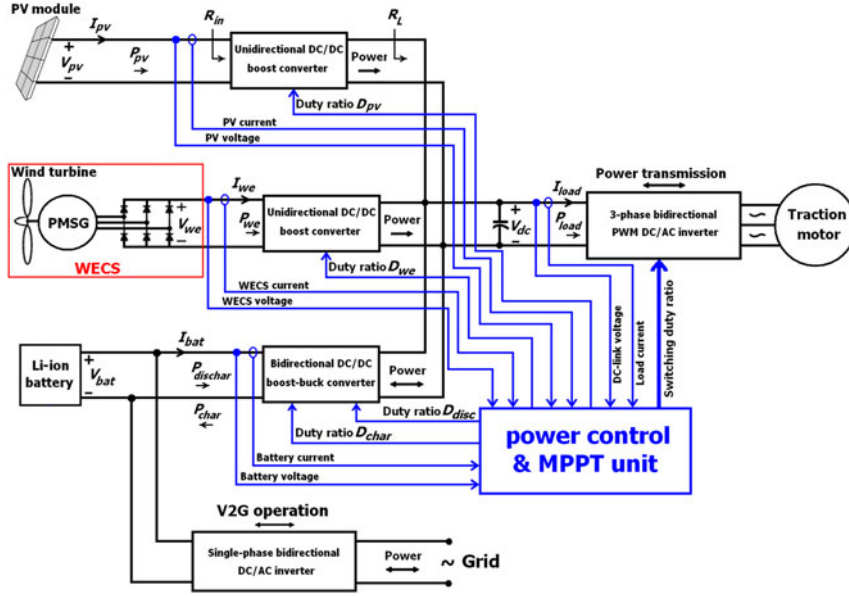 PV module
I_pv
R_in
R_L
+
V_pv
−
P_pv
Unidirectional DC/DC
boost converter
Power
Duty ratio D_pv
PV current
PV voltage
Wind turbine
PMSG
+
V_we
−
WECS
I_we
P_we
Unidirectional DC/DC
boost converter
Power
Duty ratio D_we
WECS current
WECS voltage
+
V_dc
−
I_load
P_load
Power transmission
3-phase bidirectional
PWM DC/AC inverter
~
~
Traction
motor
DC-link voltage
Load current
Switching duty ratio
Li-ion
battery
+
V_bat
−
I_bat
P_dischar
P_char
Bidirectional DC/DC
boost-buck converter
Power
Duty ratio D_disc
Duty ratio D_char
Battery current
Battery voltage
power control
& MPPT unit
V2G operation
Single-phase bidirectional
DC/AC inverter
Power
~ Grid